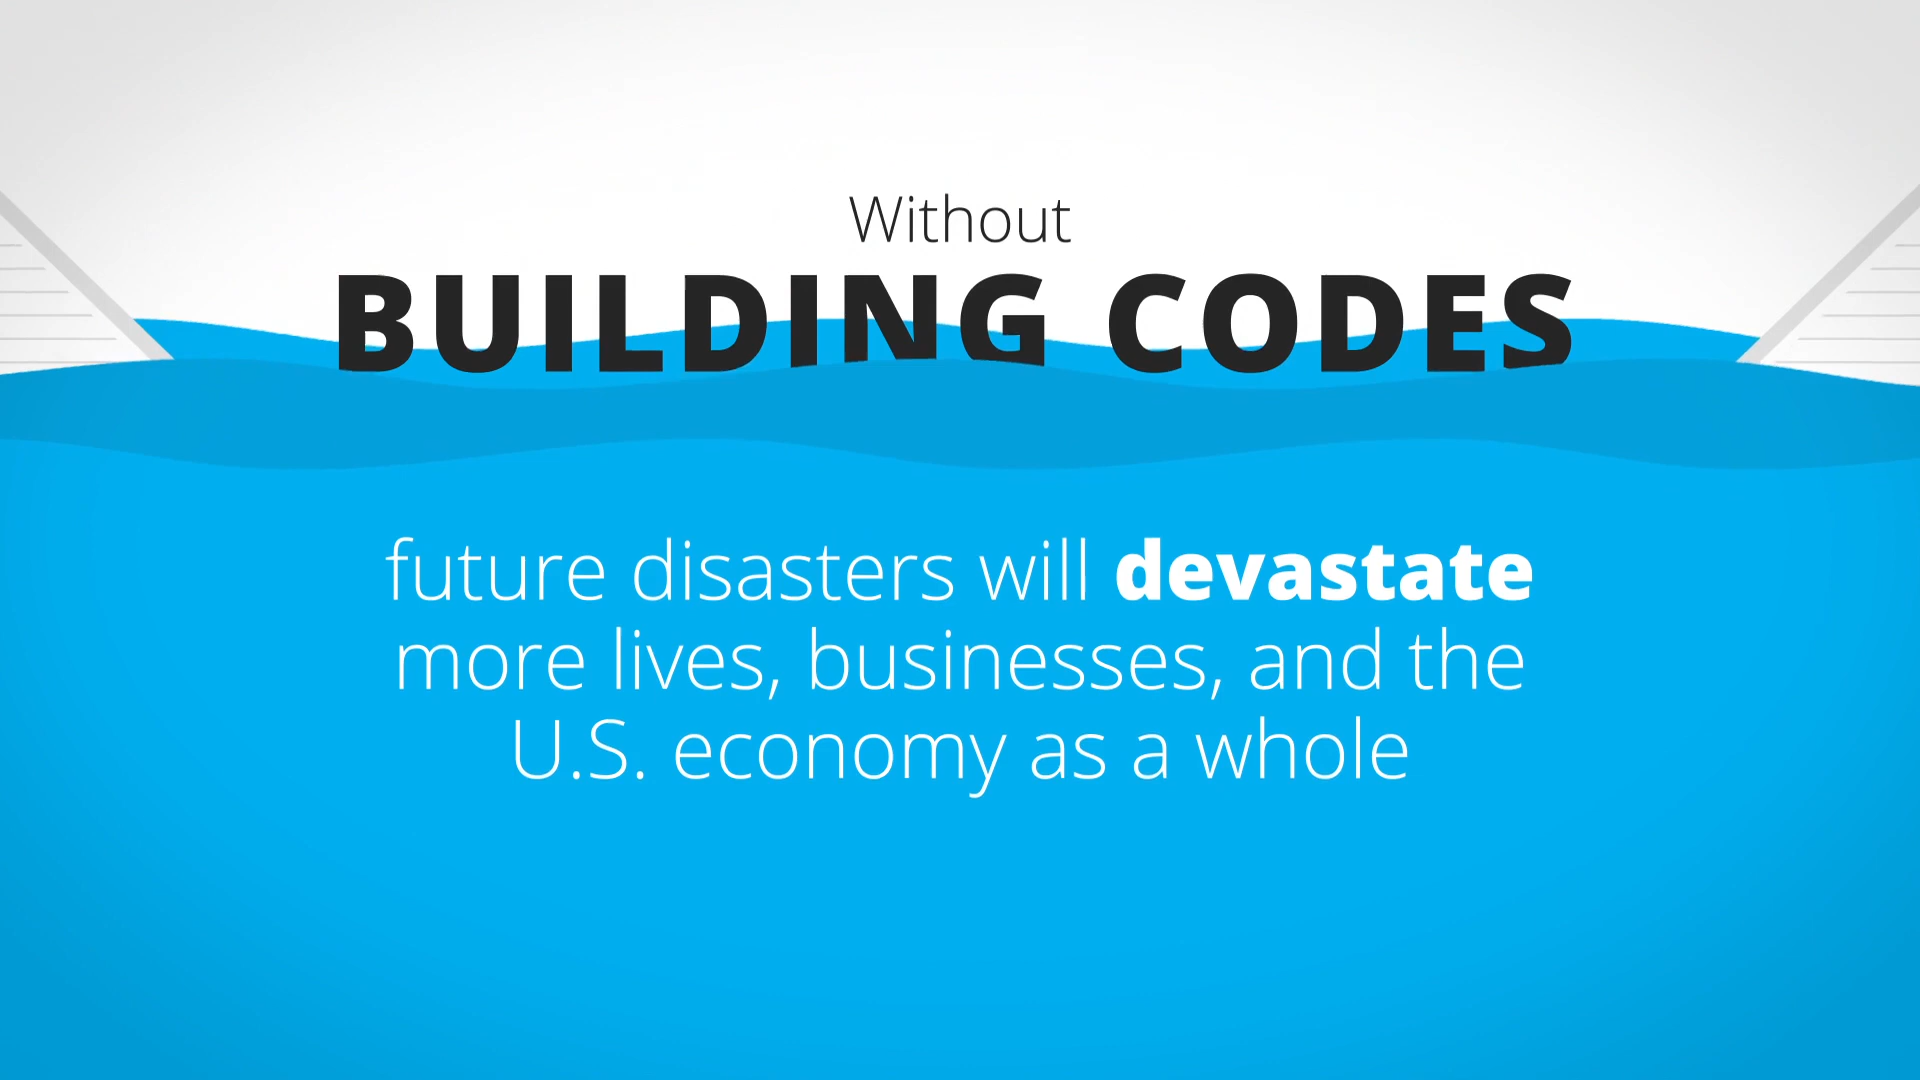 Without
BUILDING CODES
future disasters will devastate
more lives, businesses, and the
U.S. economy as a whole